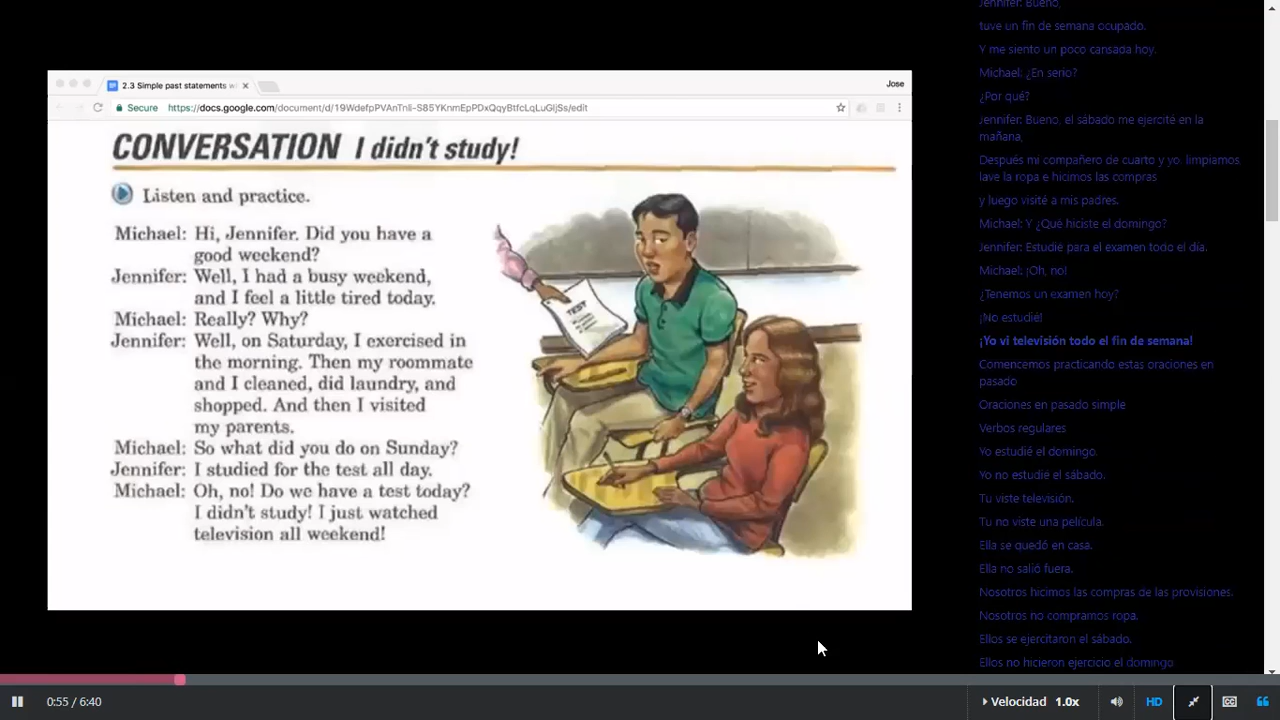 2.3 Simple past statements w
Jose
Secure
https://docs.google.com/document/d/19WdefpPVAnTnli-S85YKnmEpPDxQqyBtfcLqLuGIjSs/edit
CONVERSATION I didn't study!
Listen and practice.
Michael: Hi, Jennifer. Did you have a
good weekend?
Jennifer: Well, I had a busy weekend,
and I feel a little tired today.
Michael: Really? Why?
Jennifer: Well, on Saturday, I exercised in
the morning. Then my roommate
and I cleaned, did laundry, and
shopped. And then I visited
my parents.
Michael: So what did you do on Sunday?
Jennifer: I studied for the test all day.
Michael: Oh, no! Do we have a test today?
I didn't study! I just watched
television all weekend!
TEST
Jennifer: Bueno,
tuve un fin de semana ocupado.
Y me siento un poco cansada hoy.
Michael: ¿En serio?
¿Por qué?
Jennifer: Bueno, el sábado me ejercité en la
mañana,
Después mi compañero de cuarto y yo: limpiamos,
lave la ropa e hicimos las compras
y luego visité a mis padres.
Michael: Y ¿Qué hiciste el domingo?
Jennifer: Estudié para el examen todo el día.
Michael: ¡Oh, no!
¿Tenemos un examen hoy?
¡No estudié!
¡Yo vi televisión todo el fin de semana!
Comencemos practicando estas oraciones en
pasado
Oraciones en pasado simple
Verbos regulares
Yo estudié el domingo.
Yo no estudié el sábado.
Tu viste televisión.
Tu no viste una película.
Ella se quedó en casa.
Ella no salió fuera.
Nosotros hicimos las compras de las provisiones.
Nosotros no compramos ropa.
Ellos se ejercitaron el sábado.
Ellos no hicieron ejercicio el domingo
0:55 / 6:40
Velocidad 1.0x
HD